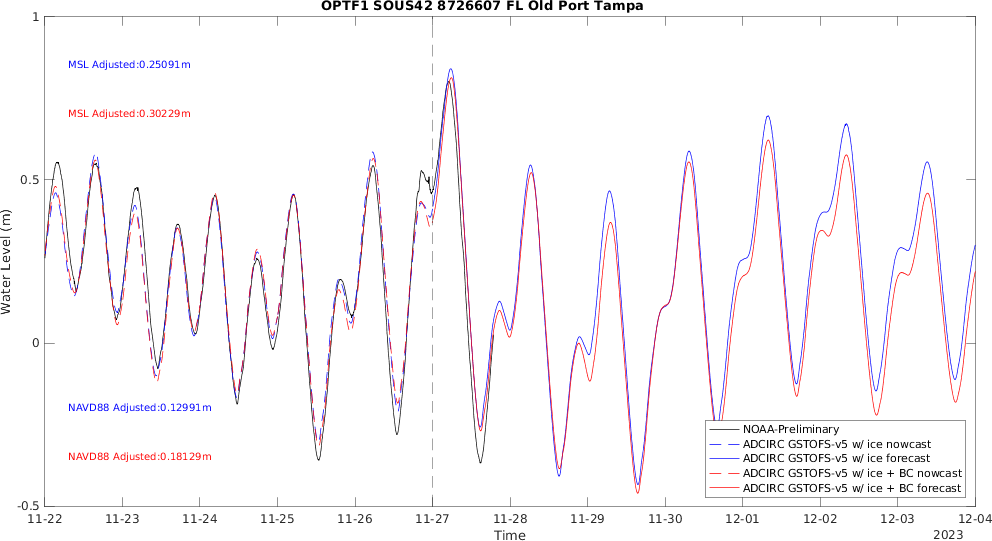 OPTF1 SOUS42 8726607 FL Old Port Tampa
1
MSL Adjusted:0.25091m
MSL Adjusted:0.30229m
0.5
Water Level (m)
0
NAVD88 Adjusted:0.12991m
NAVD88 Adjusted:0.18129m
NOAA-Preliminary
ADCIRC GSTOFS-v5 w/ ice nowcast
ADCIRC GSTOFS-v5 w/ ice forecast
ADCIRC GSTOFS-v5 w/ ice + BC nowcast
ADCIRC GSTOFS-v5 w/ ice + BC forecast
-0.5
11-22 11-23 11-24 11-25 11-26 11-27 11-28 11-29 11-30 12-01 12-02 12-03 12-04
Time
2023